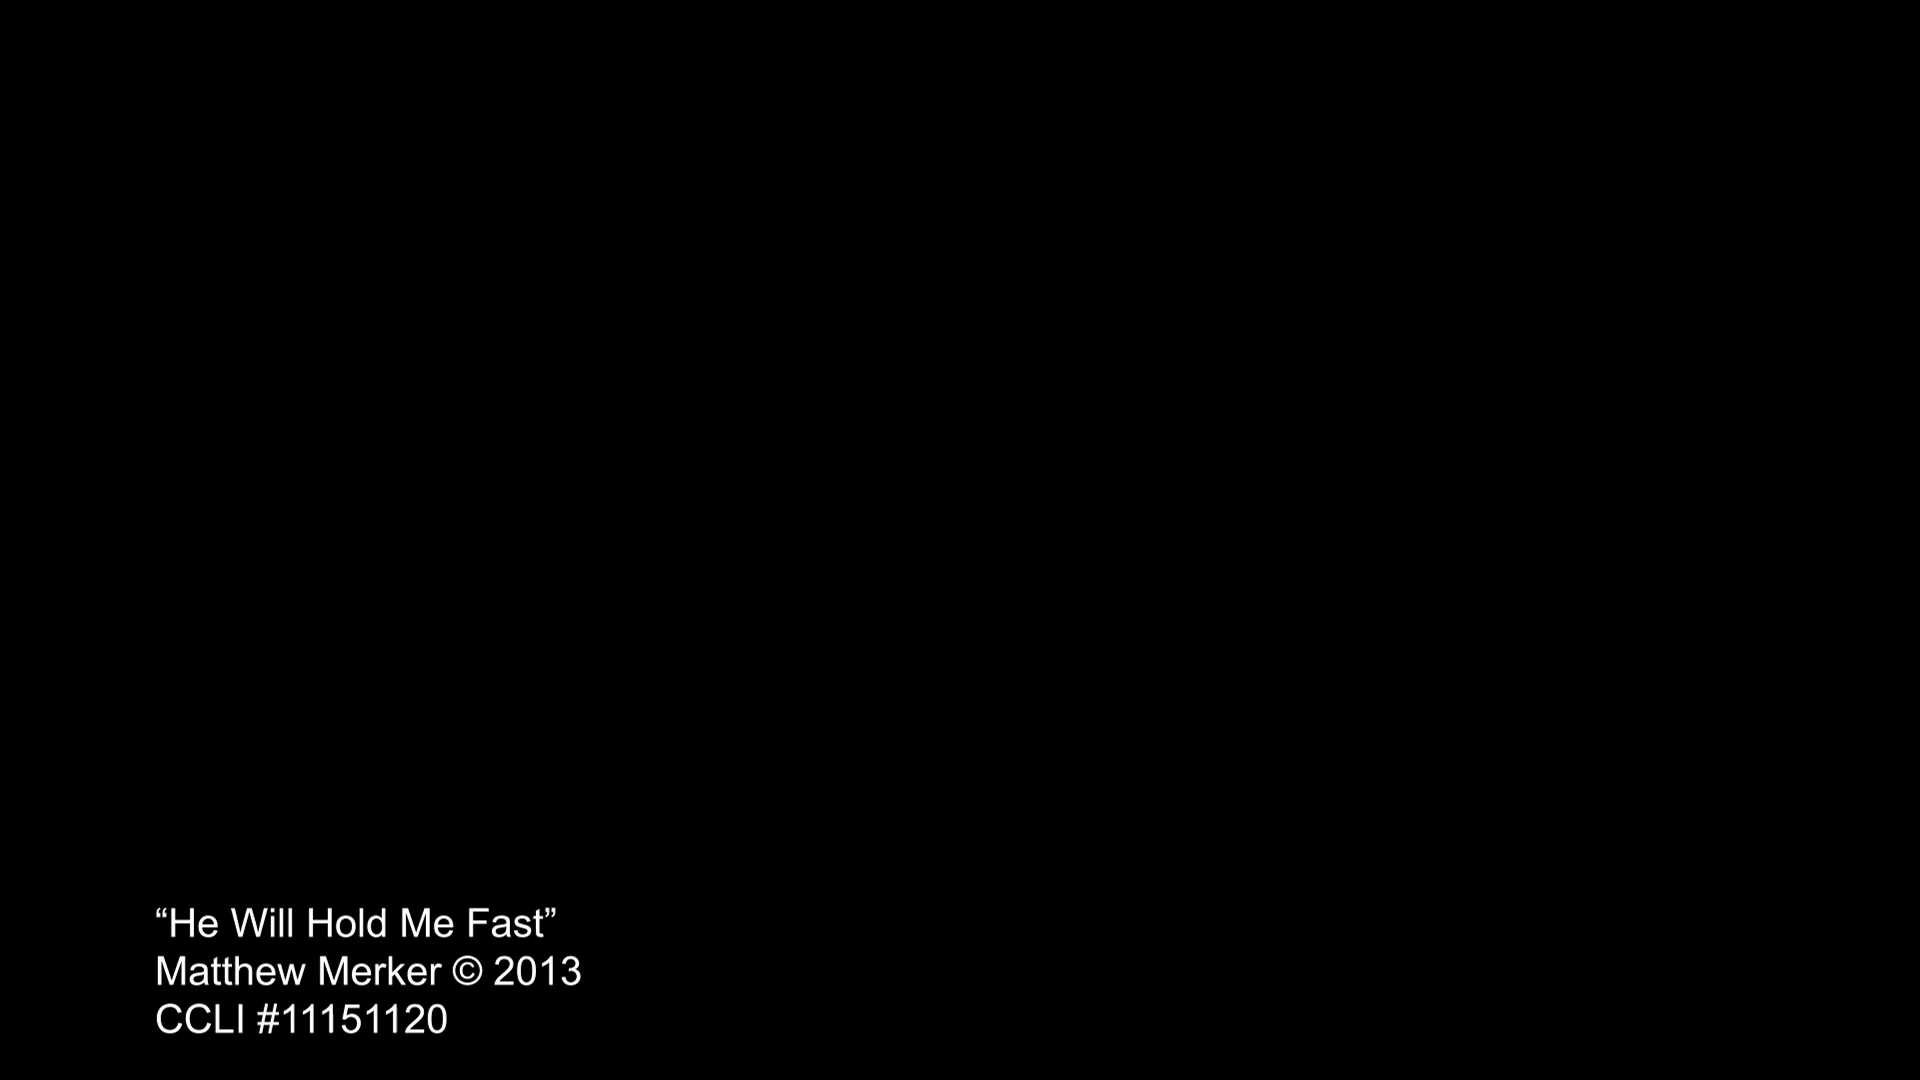 “He Will Hold Me Fast”
Matthew Merker © 2013
CCLI #11151120